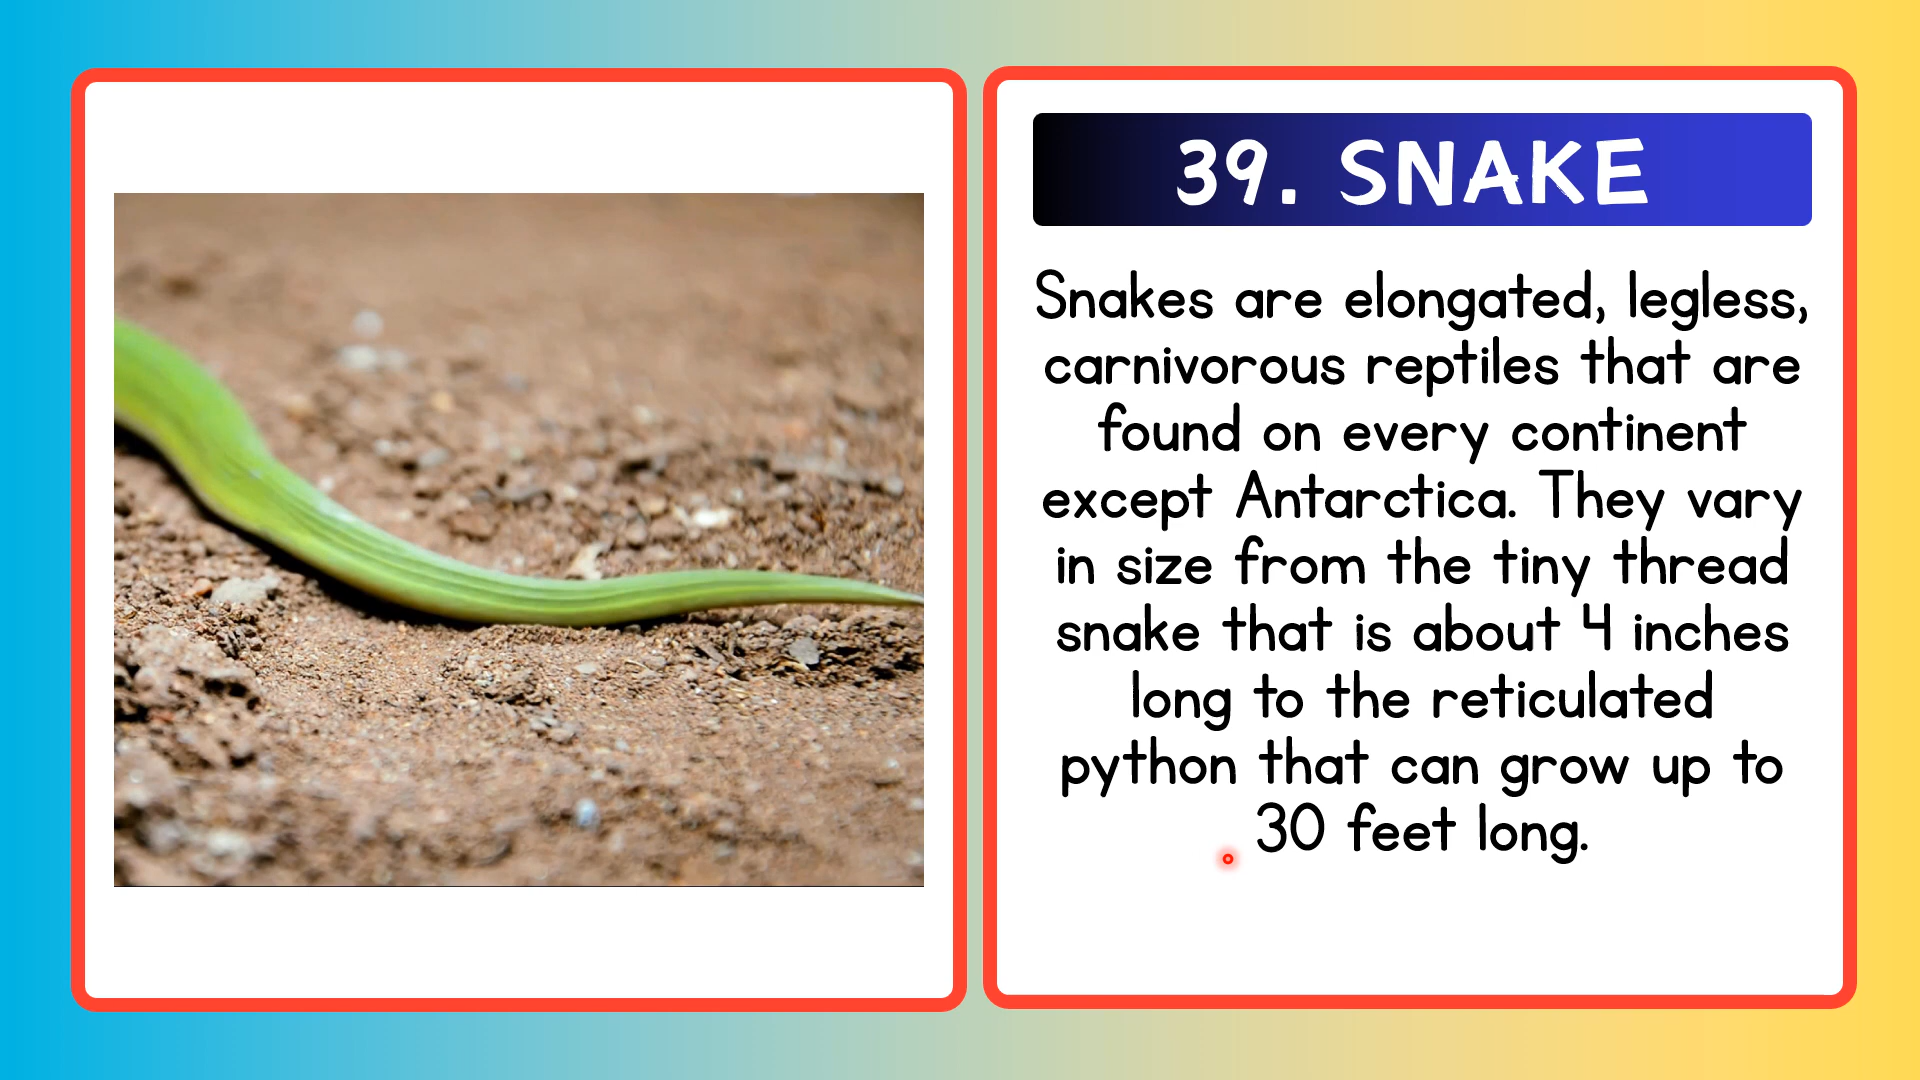 39. SNAKE
Snakes are elongated, legless,
carnivorous reptiles that are
found on every continent
except Antarctica. They vary
in size from the tiny thread
snake that is about 4 inches
long to the reticulated
python that can grow up to
30 feet long.